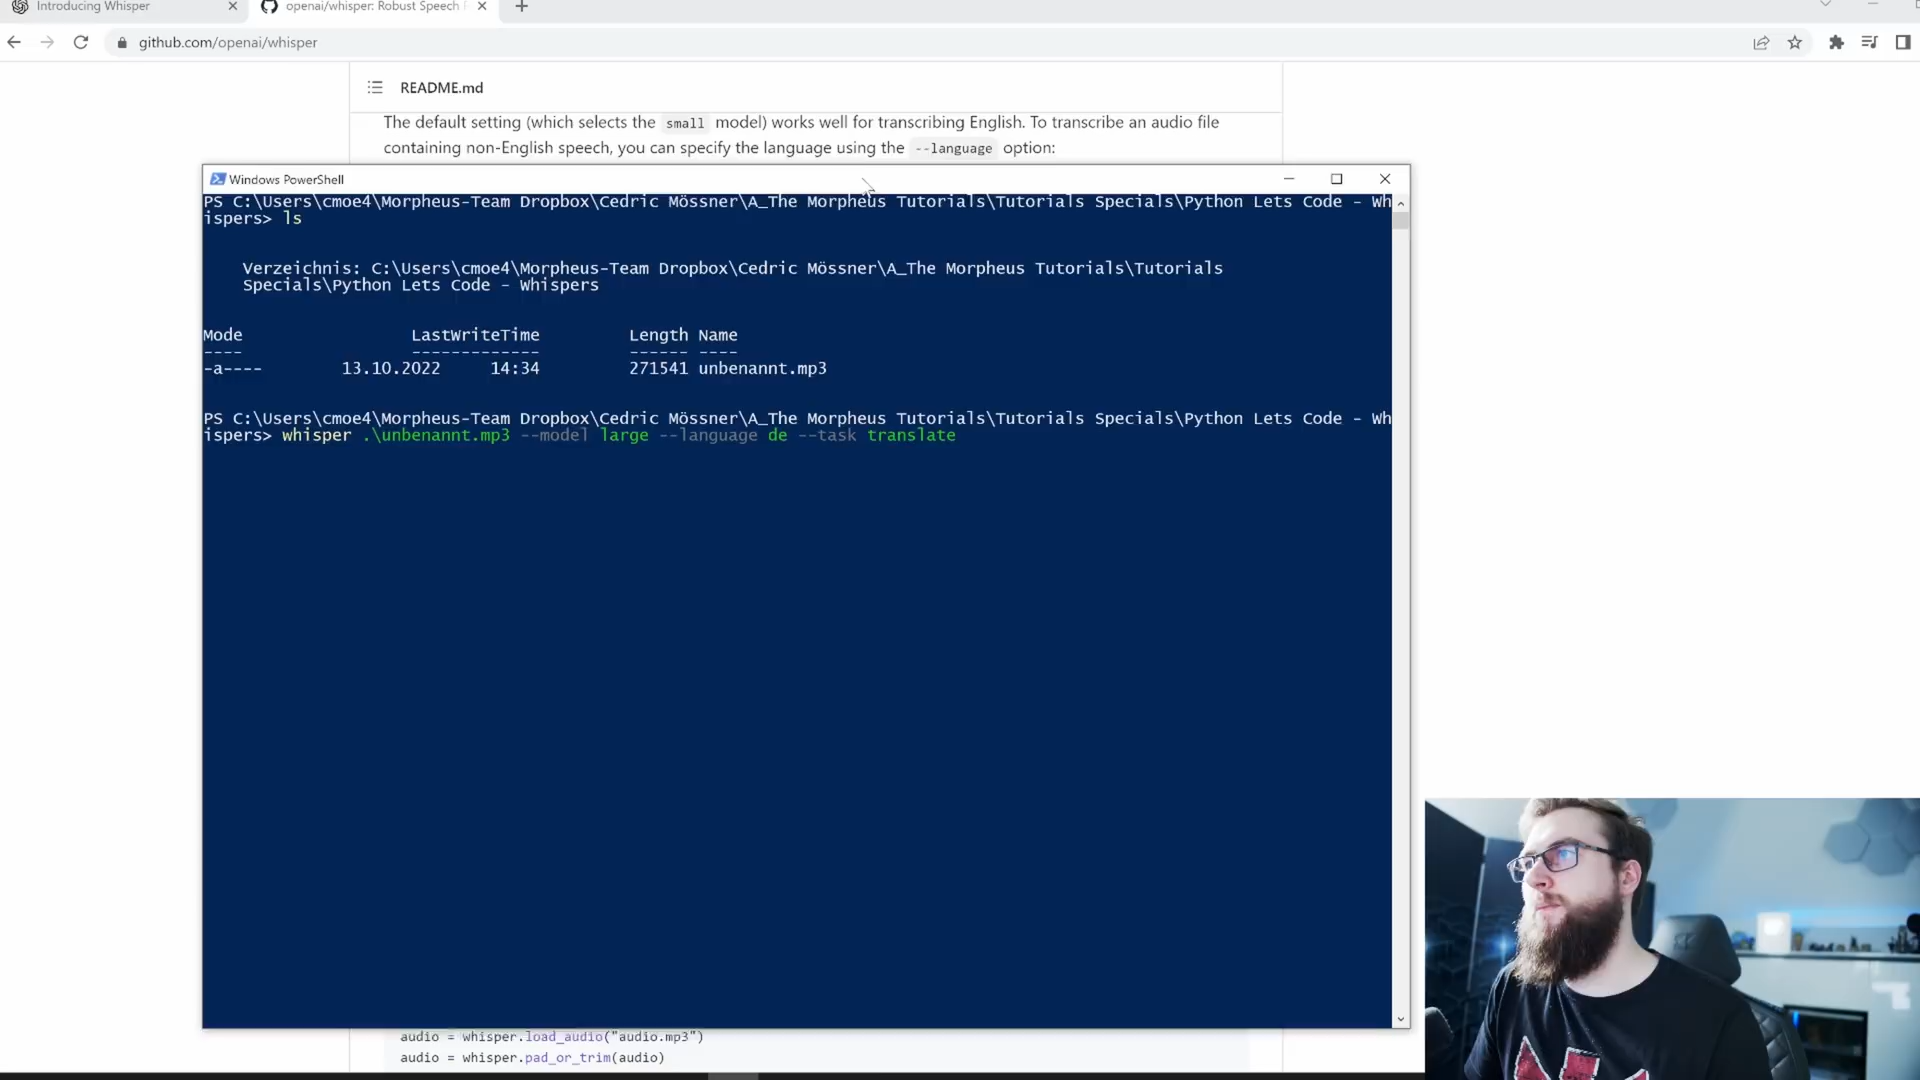 Introducing Whisper
openai/whisper: Robust Speech
github.com/openai/whisper
README.md
The default setting (which selects the small model) works well for transcribing English. To transcribe an audio file
containing non-English speech, you can specify the language using the --language option:
Windows PowerShell
PS C:\Users\cmoe4\Morpheus-Team Dropbox\Cedric Mössner\A_The Morpheus Tutorials\Tutorials Specials\Python Lets Code - Wh
ispers> ls
Verzeichnis: C:\Users\cmoe4\Morpheus-Team Dropbox\Cedric Mössner\A_The Morpheus Tutorials\Tutorials
Specials\Python Lets Code - Whispers
Mode LastWriteTime Length Name
---- ------------- ------ ----
-a---- 13.10.2022 14:34 271541 unbenannt.mp3
PS C:\Users\cmoe4\Morpheus-Team Dropbox\Cedric Mössner\A_The Morpheus Tutorials\Tutorials Specials\Python Lets Code - Wh
ispers> whisper .\unbenannt.mp3 --model large --language de --task translate
audio = whisper.load_audio("audio.mp3")
audio = whisper.pad_or_trim(audio)